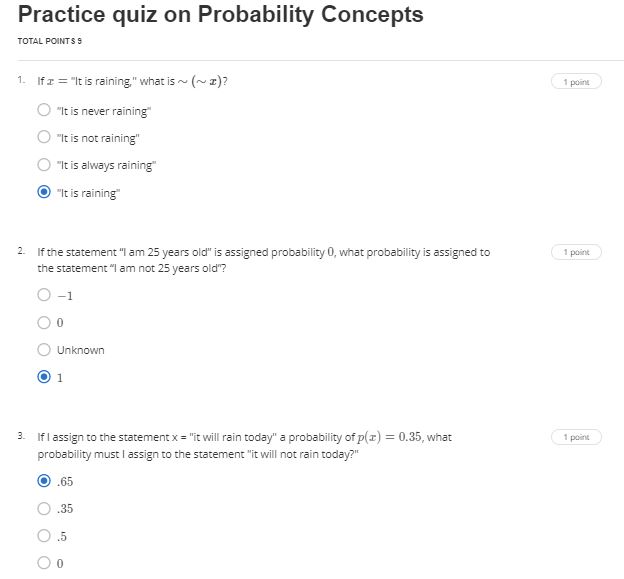 Practice quiz on Probability Concepts
TOTAL POINTS 9
1. If x = "It is raining," what is ∼ (∼ x)?
1 point
"It is never raining"
"It is not raining"
"It is always raining"
"It is raining"
2. If the statement "I am 25 years old" is assigned probability 0, what probability is assigned to
the statement "I am not 25 years old"?
1 point
−1
0
Unknown
1
3. If I assign to the statement x = "it will rain today" a probability of p(x) = 0.35, what
probability must I assign to the statement "it will not rain today?"
1 point
.65
.35
.5
0